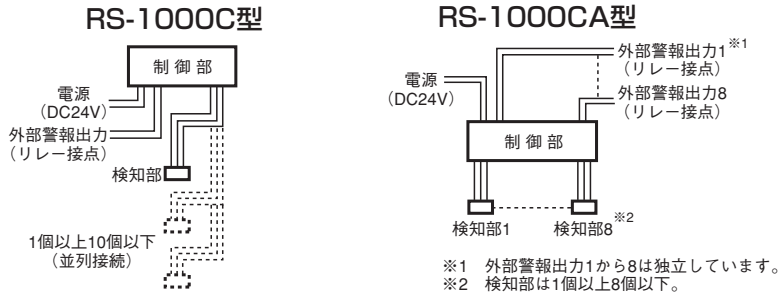 RS-1000C型
制御部
電源
（DC24V）
外部警報出力
（リレー接点）
検知部
1個以上10個以下
（並列接続）
RS-1000CA型
外部警報出力1※1
（リレー接点）
電源
（DC24V）
外部警報出力8
（リレー接点）
制御部
検知部1
検知部8※2
※1　外部警報出力1から8は独立しています。
※2　検知部は1個以上8個以下。